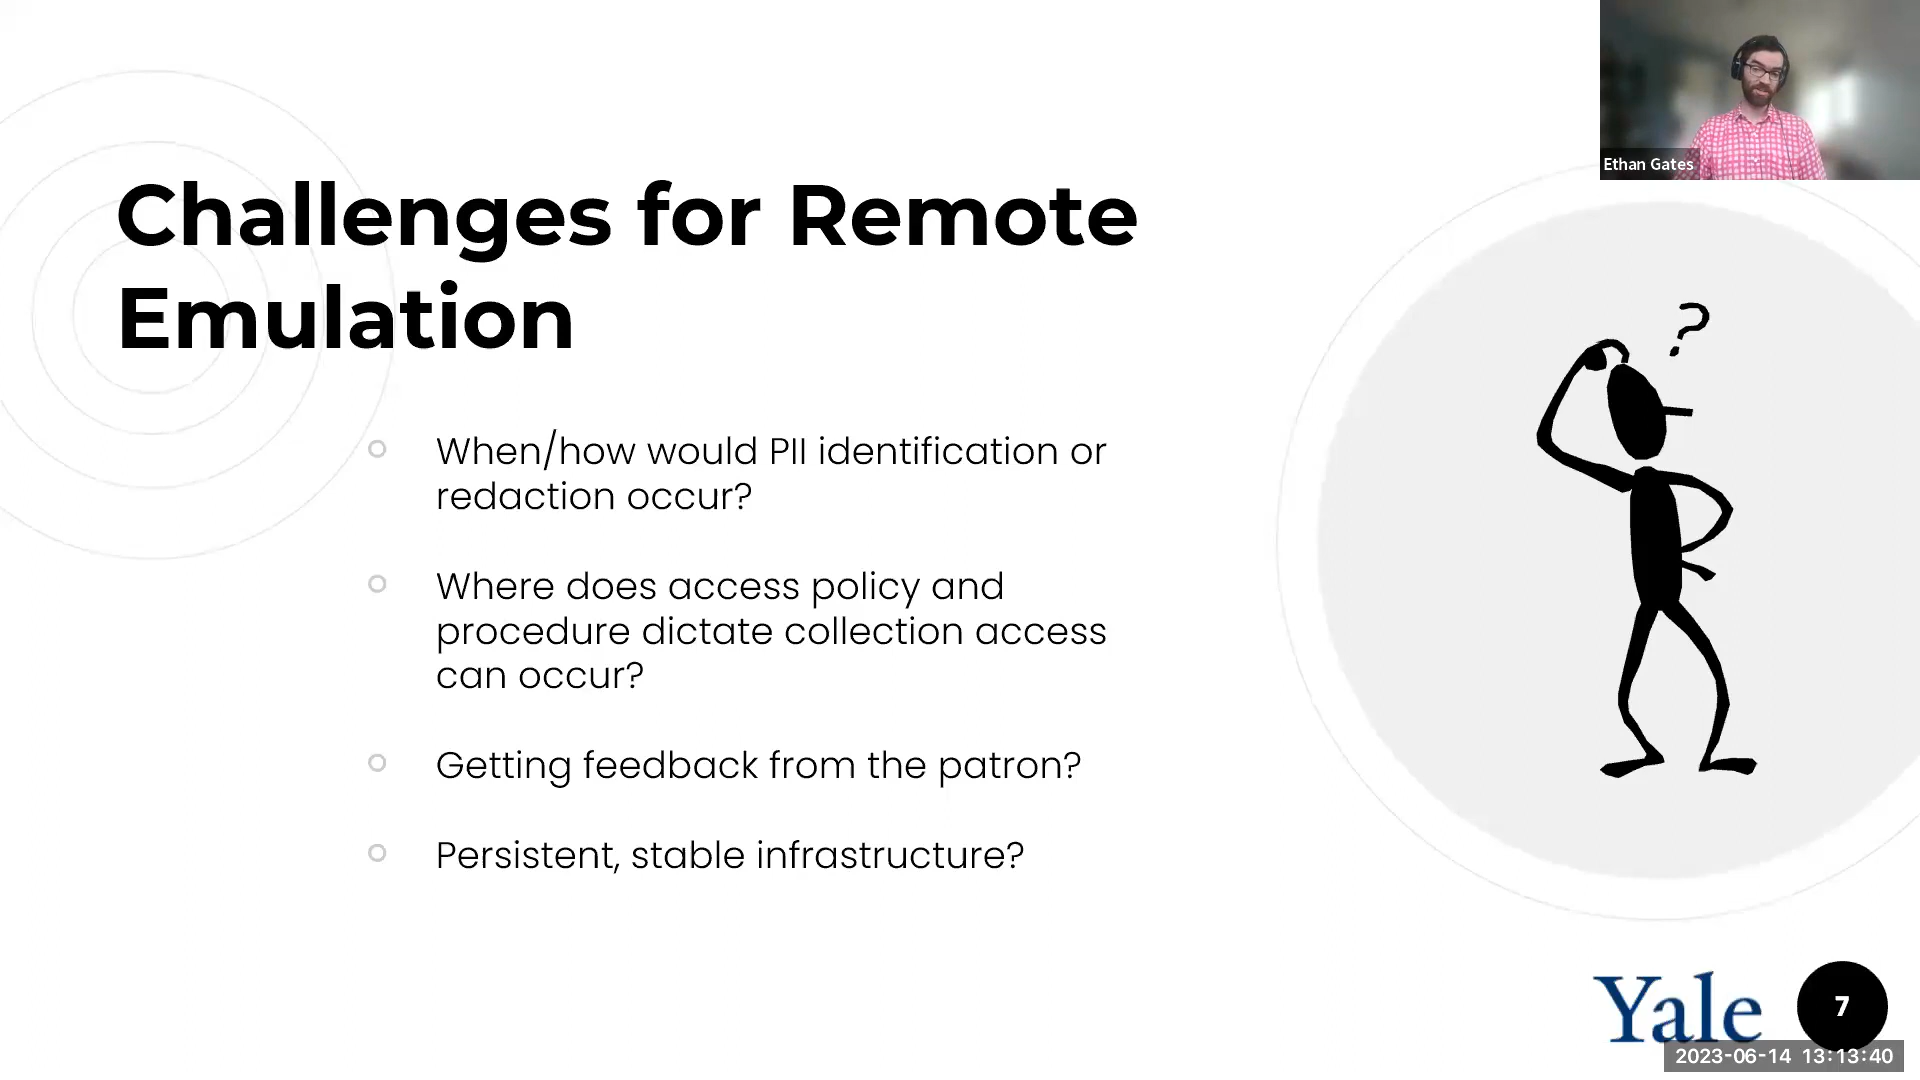 Ethan Gates
Challenges for Remote
Emulation
?
When/how would PII identification or
redaction occur?
Where does access policy and
procedure dictate collection access
can occur?
Getting feedback from the patron?
Persistent, stable infrastructure?
Yale
7
2023-06-14 13:13:40